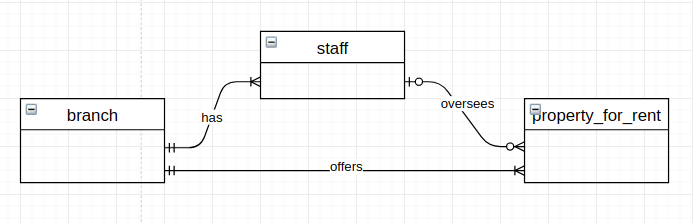 staff
branch
has
oversees
property_for_rent
offers